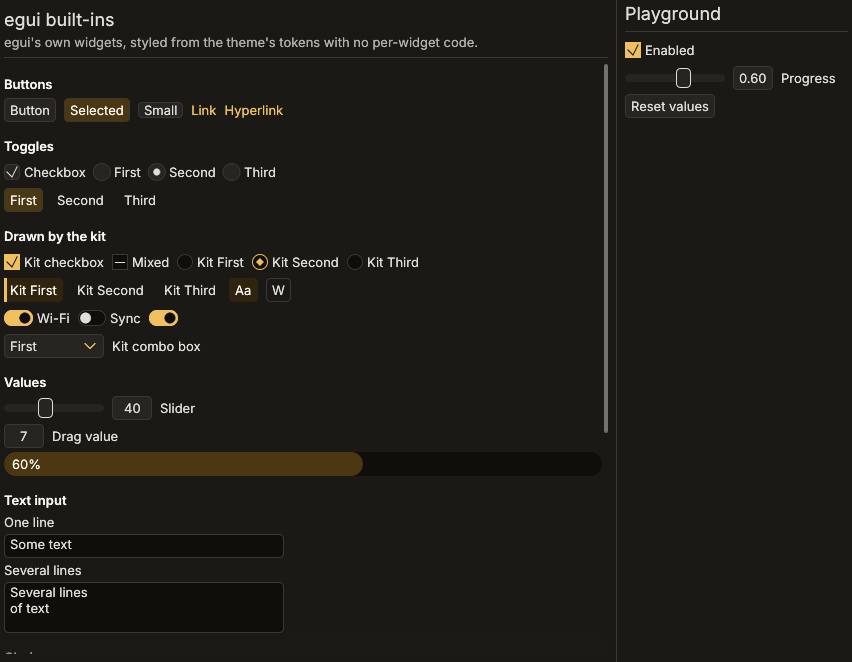 egui built-ins
egui's own widgets, styled from the theme's tokens with no per-widget code.
Buttons
Button Selected Small Link Hyperlink
Toggles
Checkbox First Second Third
First Second Third
Drawn by the kit
Kit checkbox Mixed Kit First Kit Second Kit Third
Kit First Kit Second Kit Third Aa W
Wi-Fi Sync
First Kit combo box
Values
40 Slider
7 Drag value
60%
Text input
One line
Some text
Several lines
Several lines
of text
Playground
Enabled
0.60 Progress
Reset values